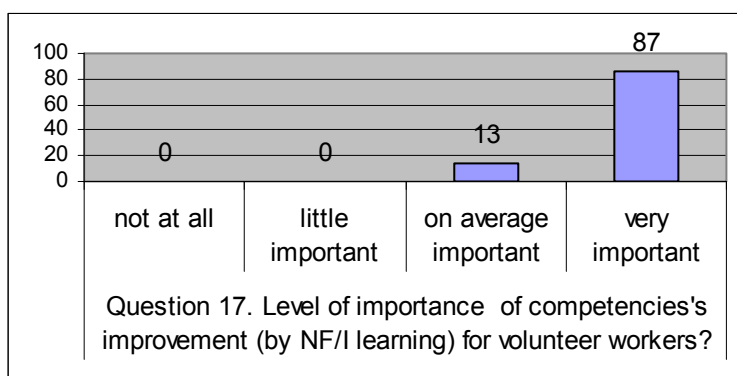 87
100
80
60
40
20
0
0 0 13
not at all little important on average important very important
Question 17. Level of importance of competencies's
improvement (by NF/I learning) for volunteer workers?